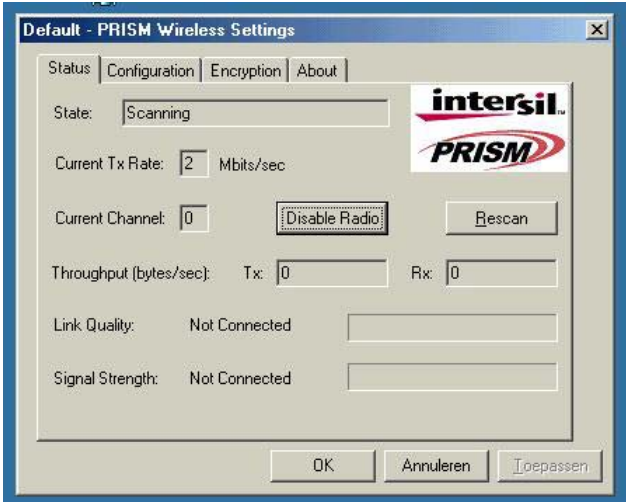 Default - PRISM Wireless Settings
Status Configuration Encryption About
intersil.
PRISM
State: Scanning
Current Tx Rate: 2 Mbits/sec
Current Channel: 0 Disable Radio Rescan
Throughput (bytes/sec): Tx: 0 Rx: 0
Link Quality: Not Connected
Signal Strength: Not Connected
OK Annuleren Toepassen